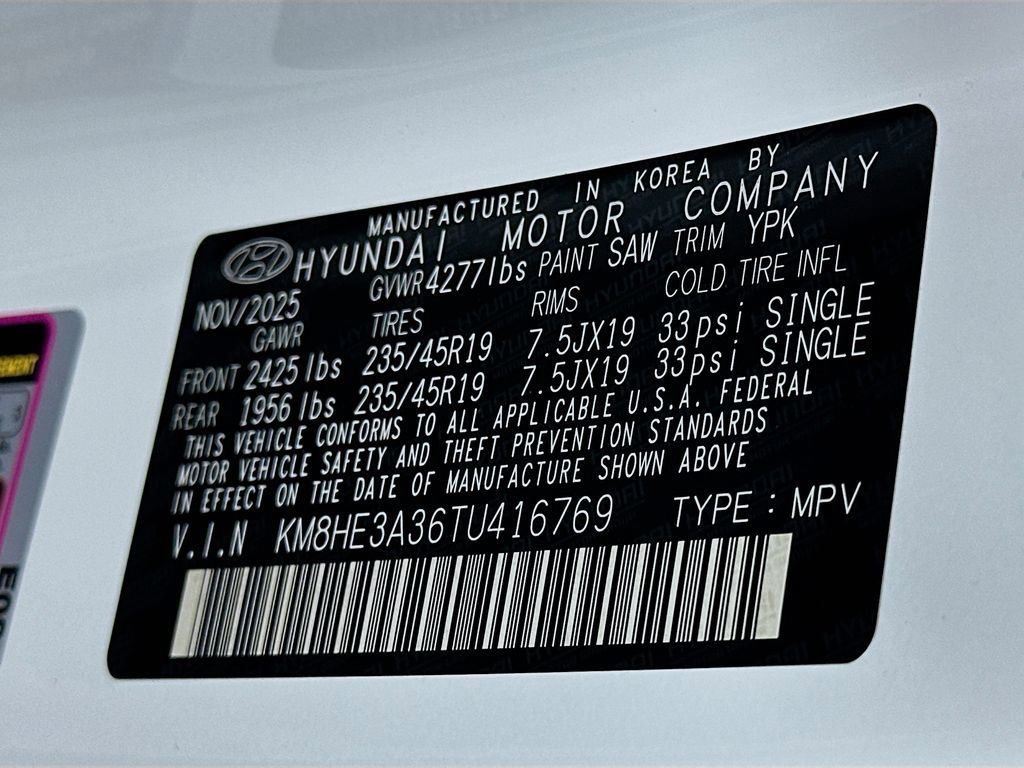 MANUFACTURED IN KOREA BY
HYUNDAI MOTOR COMPANY
NOV/2025 GVWR 4277lbs PAINT SAW TRIM YPK
GAWR TIRES RIMS COLD TIRE INFL
FRONT 2425 lbs 235/45R19 7.5JX19 33psi SINGLE
REAR 1956 lbs 235/45R19 7.5JX19 33psi SINGLE
THIS VEHICLE CONFORMS TO ALL APPLICABLE U.S.A. FEDERAL
MOTOR VEHICLE SAFETY AND THEFT PREVENTION STANDARDS
IN EFFECT ON THE DATE OF MANUFACTURE SHOWN ABOVE
V.I.N KM8HE3A36TU416769 TYPE : MPV